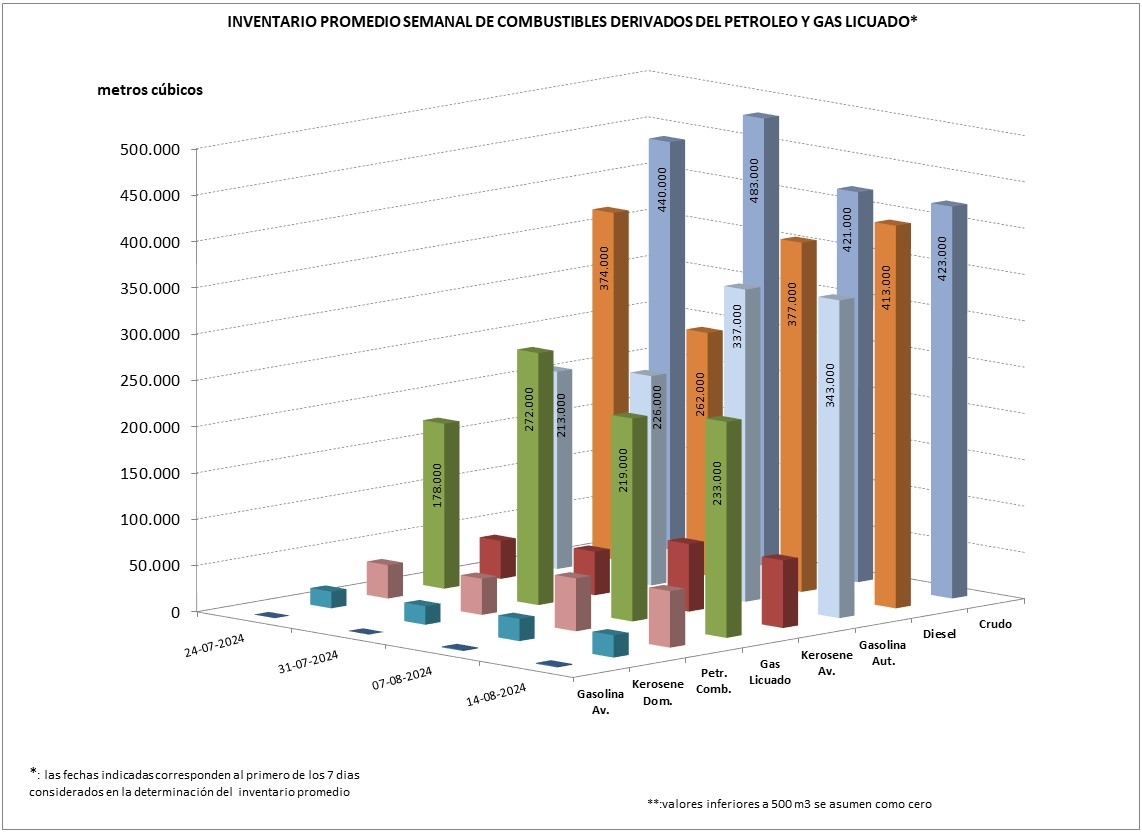 INVENTARIO PROMEDIO SEMANAL DE COMBUSTIBLES DERIVADOS DEL PETROLEO Y GAS LICUADO*
metros cúbicos
500.000
450.000
400.000
350.000
300.000
250.000
200.000
150.000
100.000
50.000
0
440.000
483.000
421.000
423.000
374.000
262.000
377.000
413.000
213.000
226.000
337.000
343.000
178.000
272.000
219.000
233.000
24-07-2024
31-07-2024
07-08-2024
14-08-2024
Gasolina
Av.
Kerosene
Dom.
Petr.
Comb.
Gas
Licuado
Kerosene
Av.
Gasolina
Aut.
Diesel
Crudo
*: las fechas indicadas corresponden al primero de los 7 dias
considerados en la determinación del inventario promedio
**:valores inferiores a 500 m3 se asumen como cero